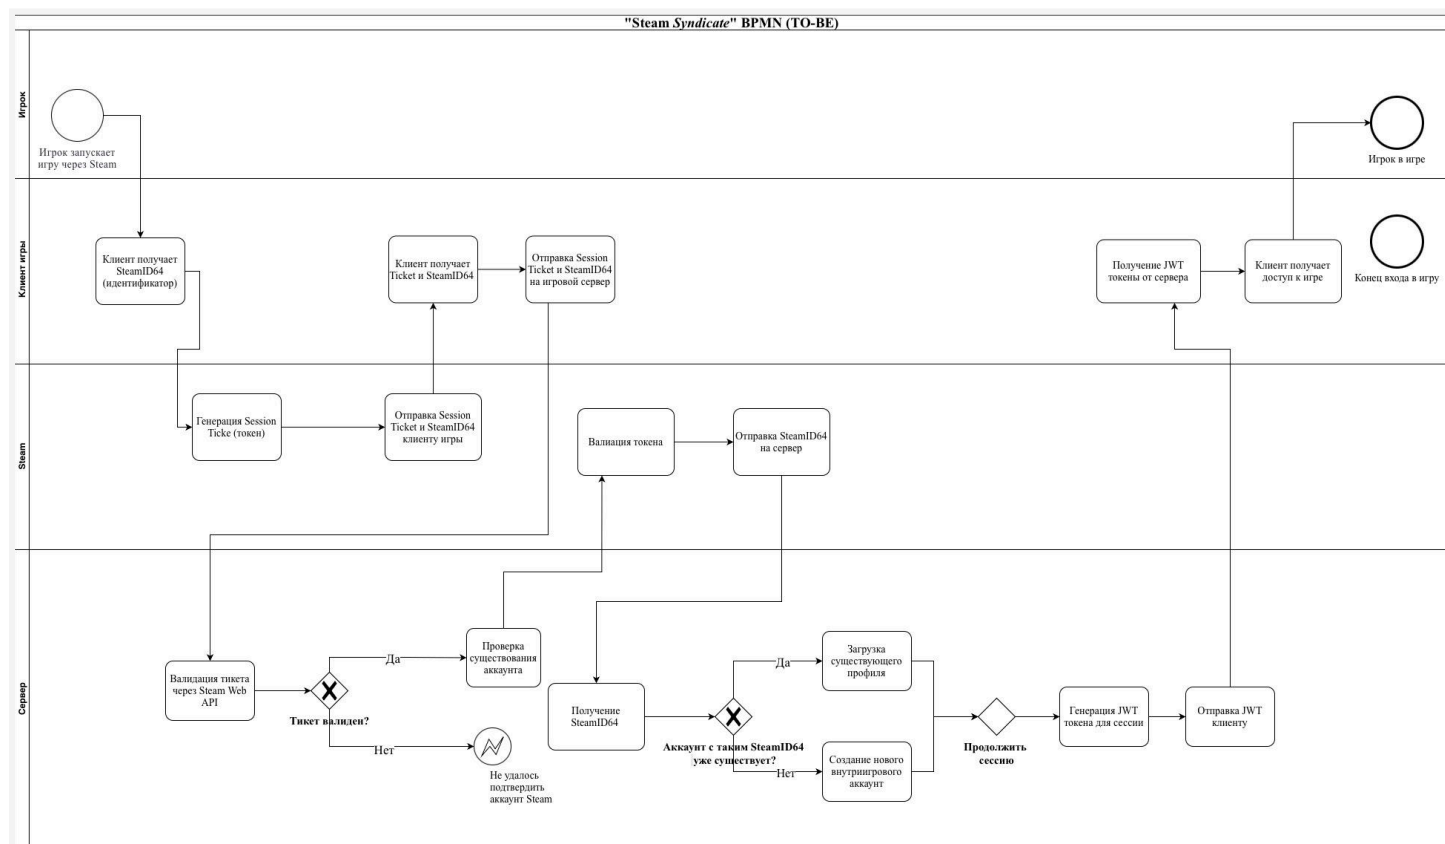 "Steam Syndicate" BPMN (TO-BE)
Игрок
Игрок запускает
игру через Steam
Игрок в игре
Клиент игры
Клиент получает
SteamID64
(идентификатор)
Клиент получает
Ticket и SteamID64
Отправка Session
Ticket и SteamID64
на игровой сервер
Получение JWT
токены от сервера
Клиент получает
доступ к игре
Конец входа в игру
Steam
Генерация Session
Ticke (токен)
Отправка Session
Ticket и SteamID64
клиенту игры
Валиация токена
Отправка SteamID64
на сервер
Сервер
Валидация тикета
через Steam Web
API
Тикет валиден?
Да
Нет
Проверка
существования
аккаунта
Не удалось
подтвердить
аккаунт Steam
Получение
SteamID64
Аккаунт с таким SteamID64
уже существует?
Да
Нет
Загрузка
существующего
профиля
Создание нового
внутриигрового
аккаунт
Продолжить
сессию
Генерация JWT
токена для сессии
Отправка JWT
клиенту